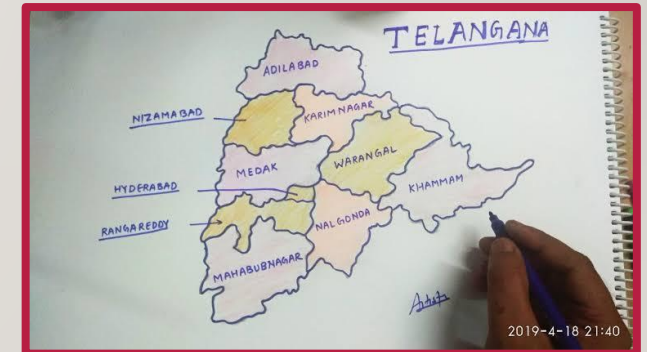 TELANGANA
ADILABAD
NIZAMABAD
KARIMNAGAR
WARANGAL
MEDAK
HYDERABAD
KHAMMAM
RANGAREDDY
NALGONDA
MAHABUBNAGAR
2019-4-18 21:40